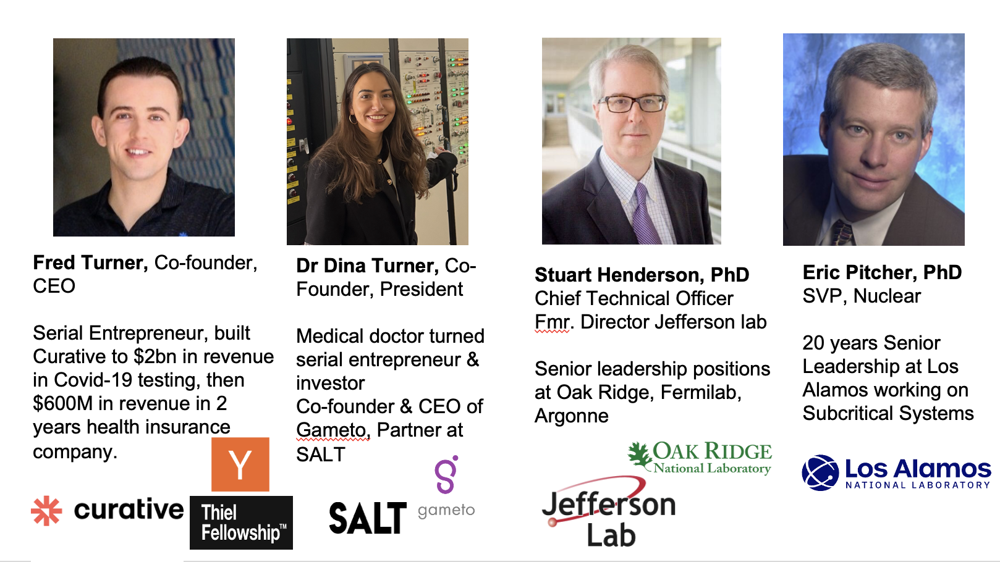 Fred Turner, Co-founder,
CEO
Serial Entrepreneur, built
Curative to $2bn in revenue
in Covid-19 testing, then
$600M in revenue in 2
years health insurance
company.
Y
curative
Thiel
Fellowship™
Dr Dina Turner, Co-
Founder, President
Medical doctor turned
serial entrepreneur &
investor
Co-founder & CEO of
Gameto, Partner at
SALT
SALT
gameto
Stuart Henderson, PhD
Chief Technical Officer
Fmr. Director Jefferson lab
Senior leadership positions
at Oak Ridge, Fermilab,
Argonne
OAK RIDGE
National Laboratory
Jefferson
Lab
Eric Pitcher, PhD
SVP, Nuclear
20 years Senior
Leadership at Los
Alamos working on
Subcritical Systems
Los Alamos
NATIONAL LABORATORY